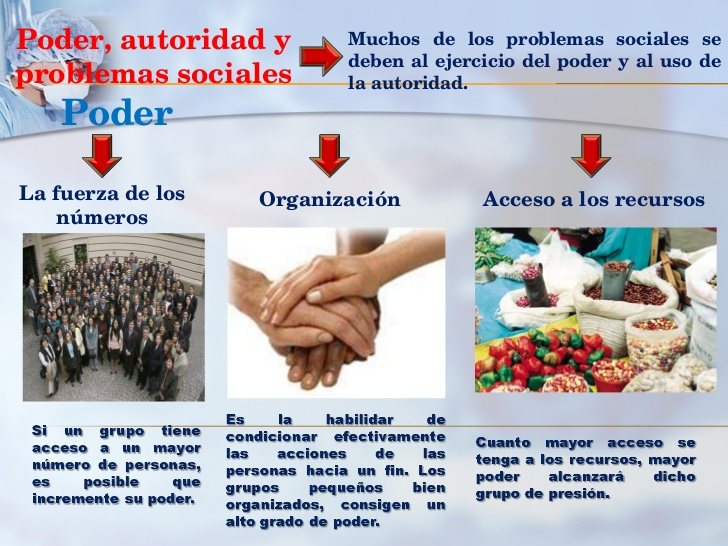 Poder, autoridad y
problemas sociales
Poder
Muchos de los problemas sociales se
deben al ejercicio del poder y al uso de
la autoridad.
La fuerza de los
números
Organización
Acceso a los recursos
Si un grupo tiene
acceso a un mayor
número de personas,
es posible que
incremente su poder.
Es la habilidar de
condicionar efectivamente
las acciones de las
personas hacia un fin. Los
grupos pequeños bien
organizados, consigen un
alto grado de poder.
Cuanto mayor acceso se
tenga a los recursos, mayor
poder alcanzará dicho
grupo de presión.